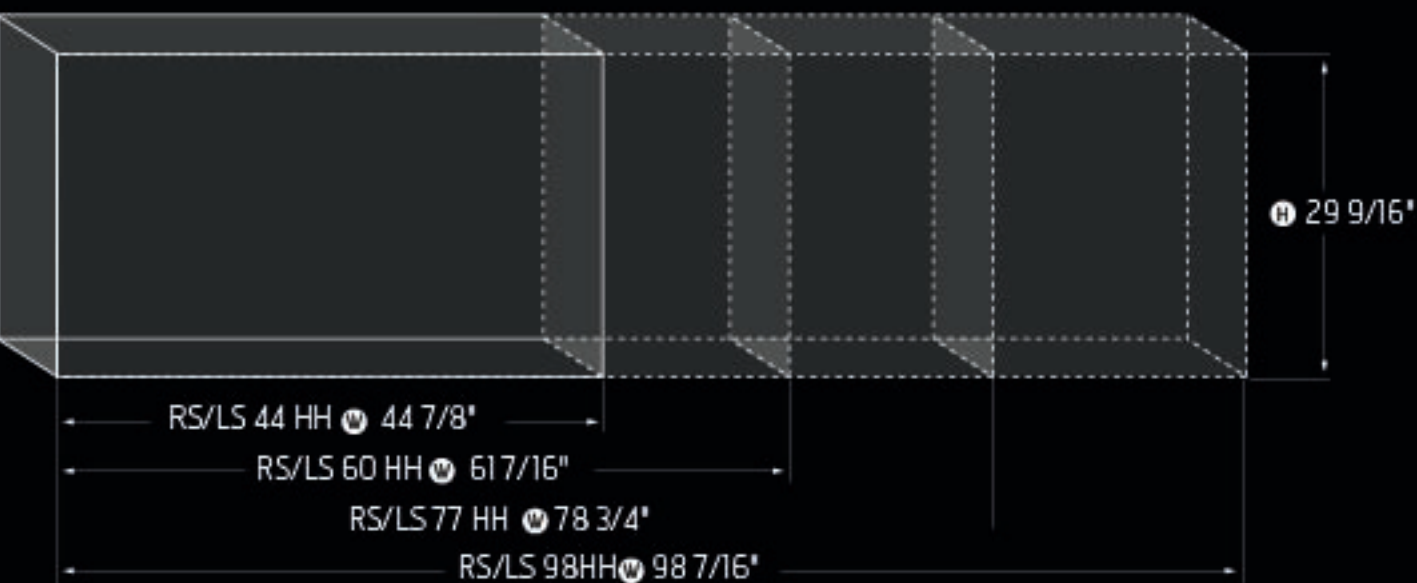 Ⓗ 29 9/16"
RS/LS 44 HH Ⓦ 44 7/8"
RS/LS 60 HH Ⓦ 61 7/16"
RS/LS 77 HH Ⓦ 78 3/4"
RS/LS 98HH Ⓦ 98 7/16"